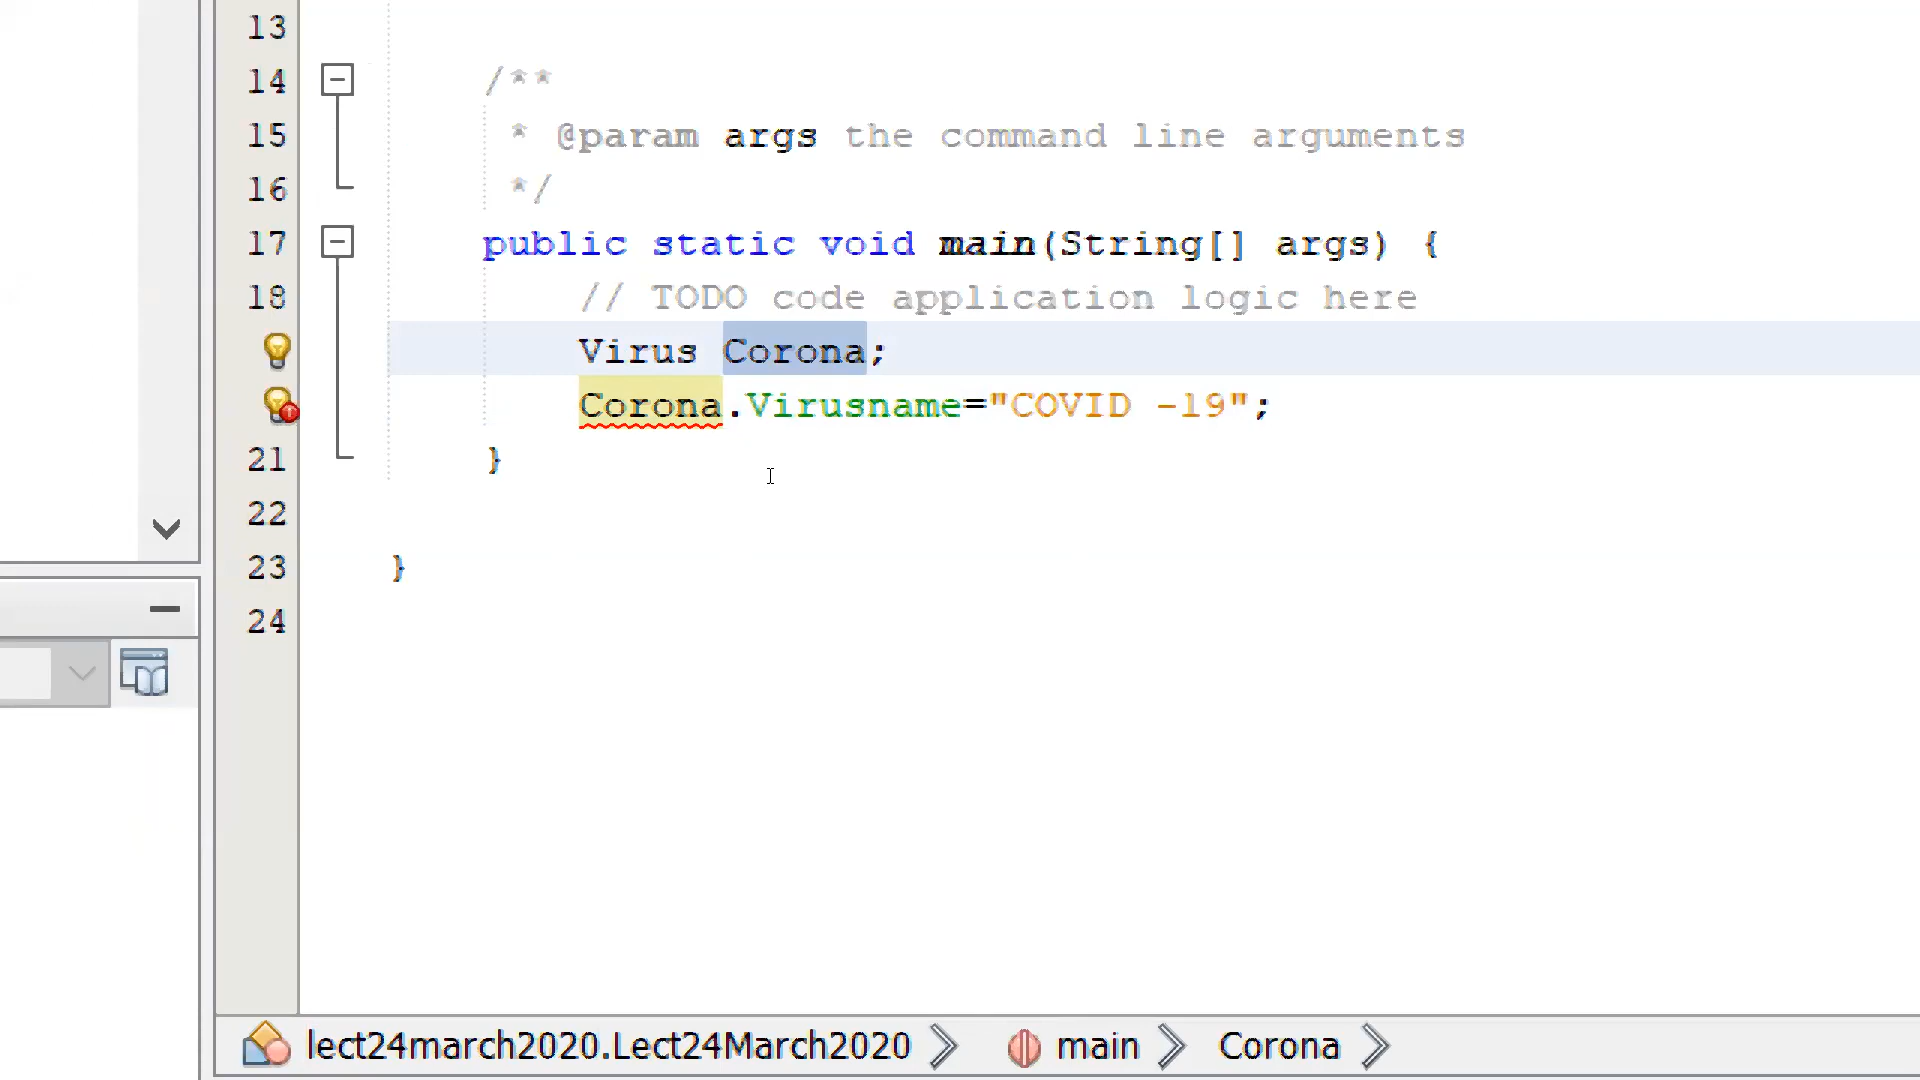 13
14 /**
15 * @param args the command line arguments
16 */
17 public static void main(String[] args) {
18 // TODO code application logic here
Virus Corona;
Corona.Virusname="COVID -19";
21 }
22
23 }
24
lect24march2020.Lect24March2020 main Corona